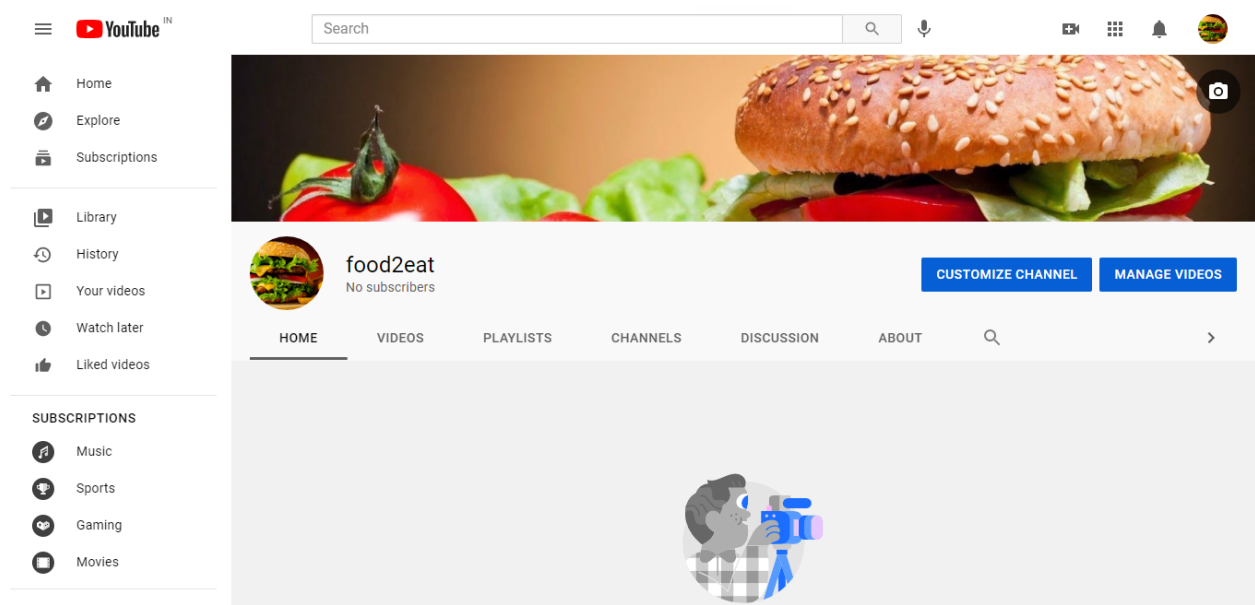 YouTube IN
Search
Home
Explore
Subscriptions
Library
History
Your videos
Watch later
Liked videos
SUBSCRIPTIONS
Music
Sports
Gaming
Movies
food2eat
No subscribers
CUSTOMIZE CHANNEL MANAGE VIDEOS
HOME VIDEOS PLAYLISTS CHANNELS DISCUSSION ABOUT